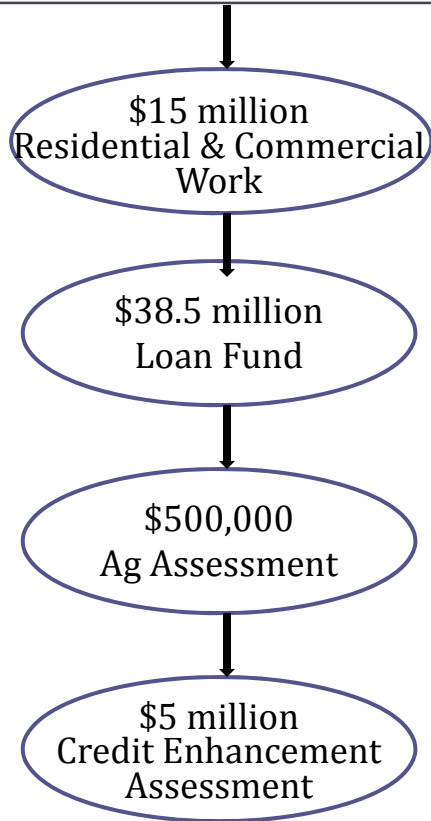 $15 million
Residential & Commercial
Work
$38.5 million
Loan Fund
$500,000
Ag Assessment
$5 million
Credit Enhancement
Assessment